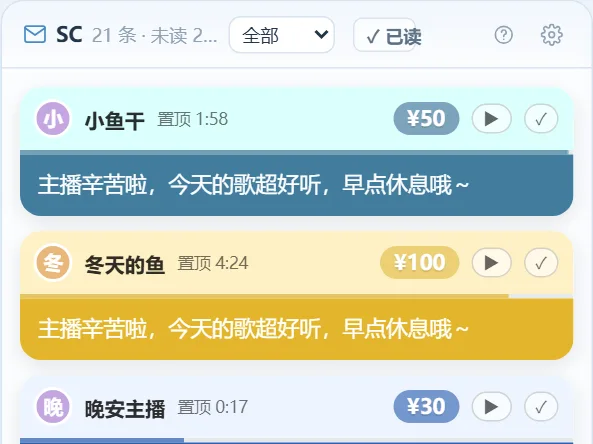 SC 21 条 · 未读 2... 全部 ✓ 已读
小 小鱼干 置顶 1:58 ¥50 ✓
主播辛苦啦，今天的歌超好听，早点休息哦～
冬 冬天的鱼 置顶 4:24 ¥100 ✓
主播辛苦啦，今天的歌超好听，早点休息哦～
晚 晚安主播 置顶 0:17 ¥30 ✓